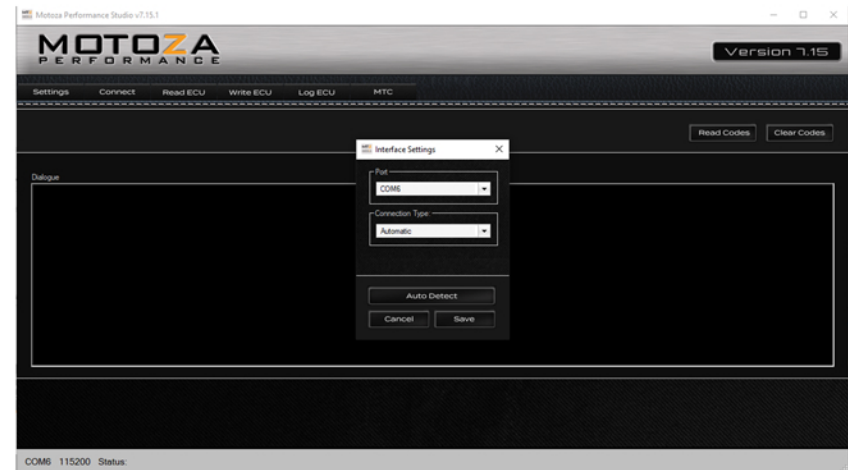 Motoza Performance Studio v7.15.1
MOTOZA
PERFORMANCE
Version 7.15
Settings Connect Read ECU Write ECU Log ECU MTC
Read Codes Clear Codes
Interface Settings
Port
COM6
Connection Type:
Automatic
Auto Detect
Cancel Save
Dialogue
COM6 115200 Status: